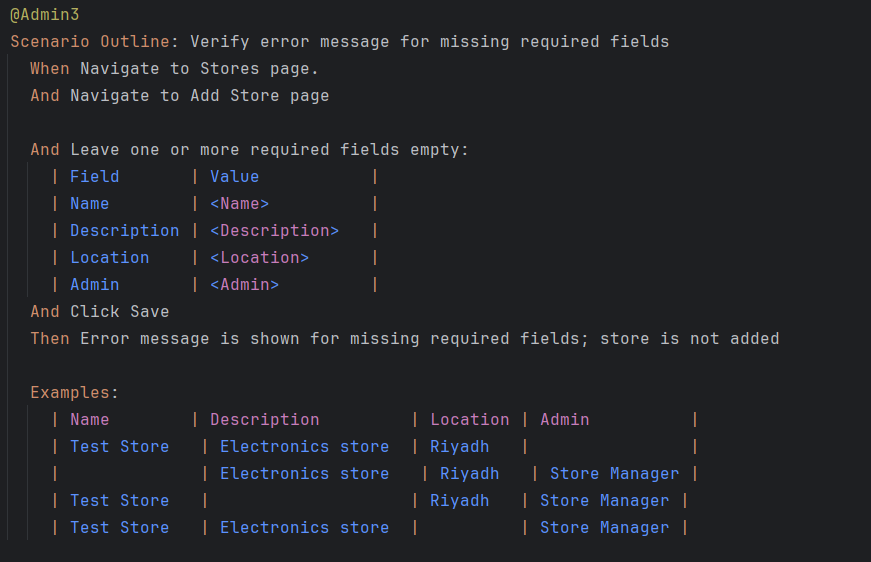 @Admin3
Scenario Outline: Verify error message for missing required fields
When Navigate to Stores page.
And Navigate to Add Store page
And Leave one or more required fields empty:
| Field | Value |
| Name | <Name> |
| Description | <Description> |
| Location | <Location> |
| Admin | <Admin> |
And Click Save
Then Error message is shown for missing required fields; store is not added
Examples:
| Name | Description | Location | Admin |
| Test Store | Electronics store | Riyadh | |
| | Electronics store | Riyadh | Store Manager |
| Test Store | | Riyadh | Store Manager |
| Test Store | Electronics store | | Store Manager |